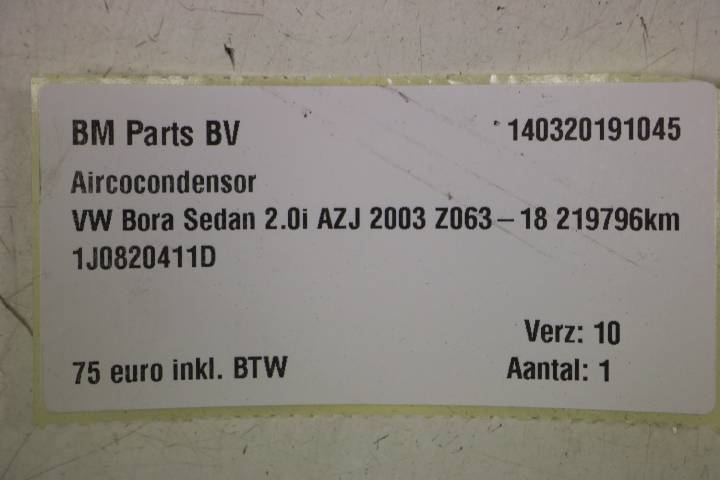 BM Parts BV 140320191045
Aircocondensor
VW Bora Sedan 2.0i AZJ 2003 Z063-18 219796km
1J0820411D
Verz: 10
75 euro inkl. BTW Aantal: 1